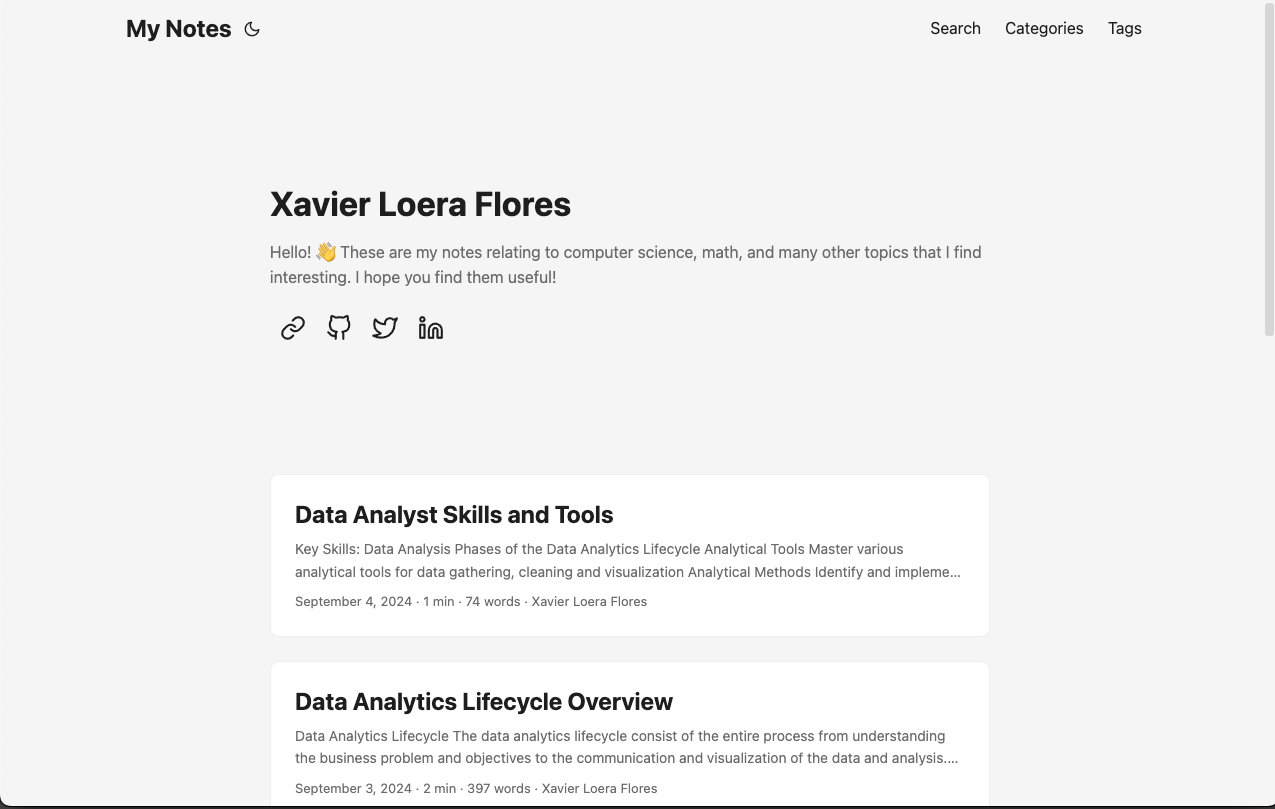 My Notes
Search Categories Tags
Xavier Loera Flores
Hello! 👋 These are my notes relating to computer science, math, and many other topics that I find
interesting. I hope you find them useful!
Data Analyst Skills and Tools
Key Skills: Data Analysis Phases of the Data Analytics Lifecycle Analytical Tools Master various
analytical tools for data gathering, cleaning and visualization Analytical Methods Identify and impleme…
September 4, 2024 · 1 min · 74 words · Xavier Loera Flores
Data Analytics Lifecycle Overview
Data Analytics Lifecycle The data analytics lifecycle consist of the entire process from understanding
the business problem and objectives to the communication and visualization of the data and analysis.…
September 3, 2024 · 2 min · 397 words · Xavier Loera Flores